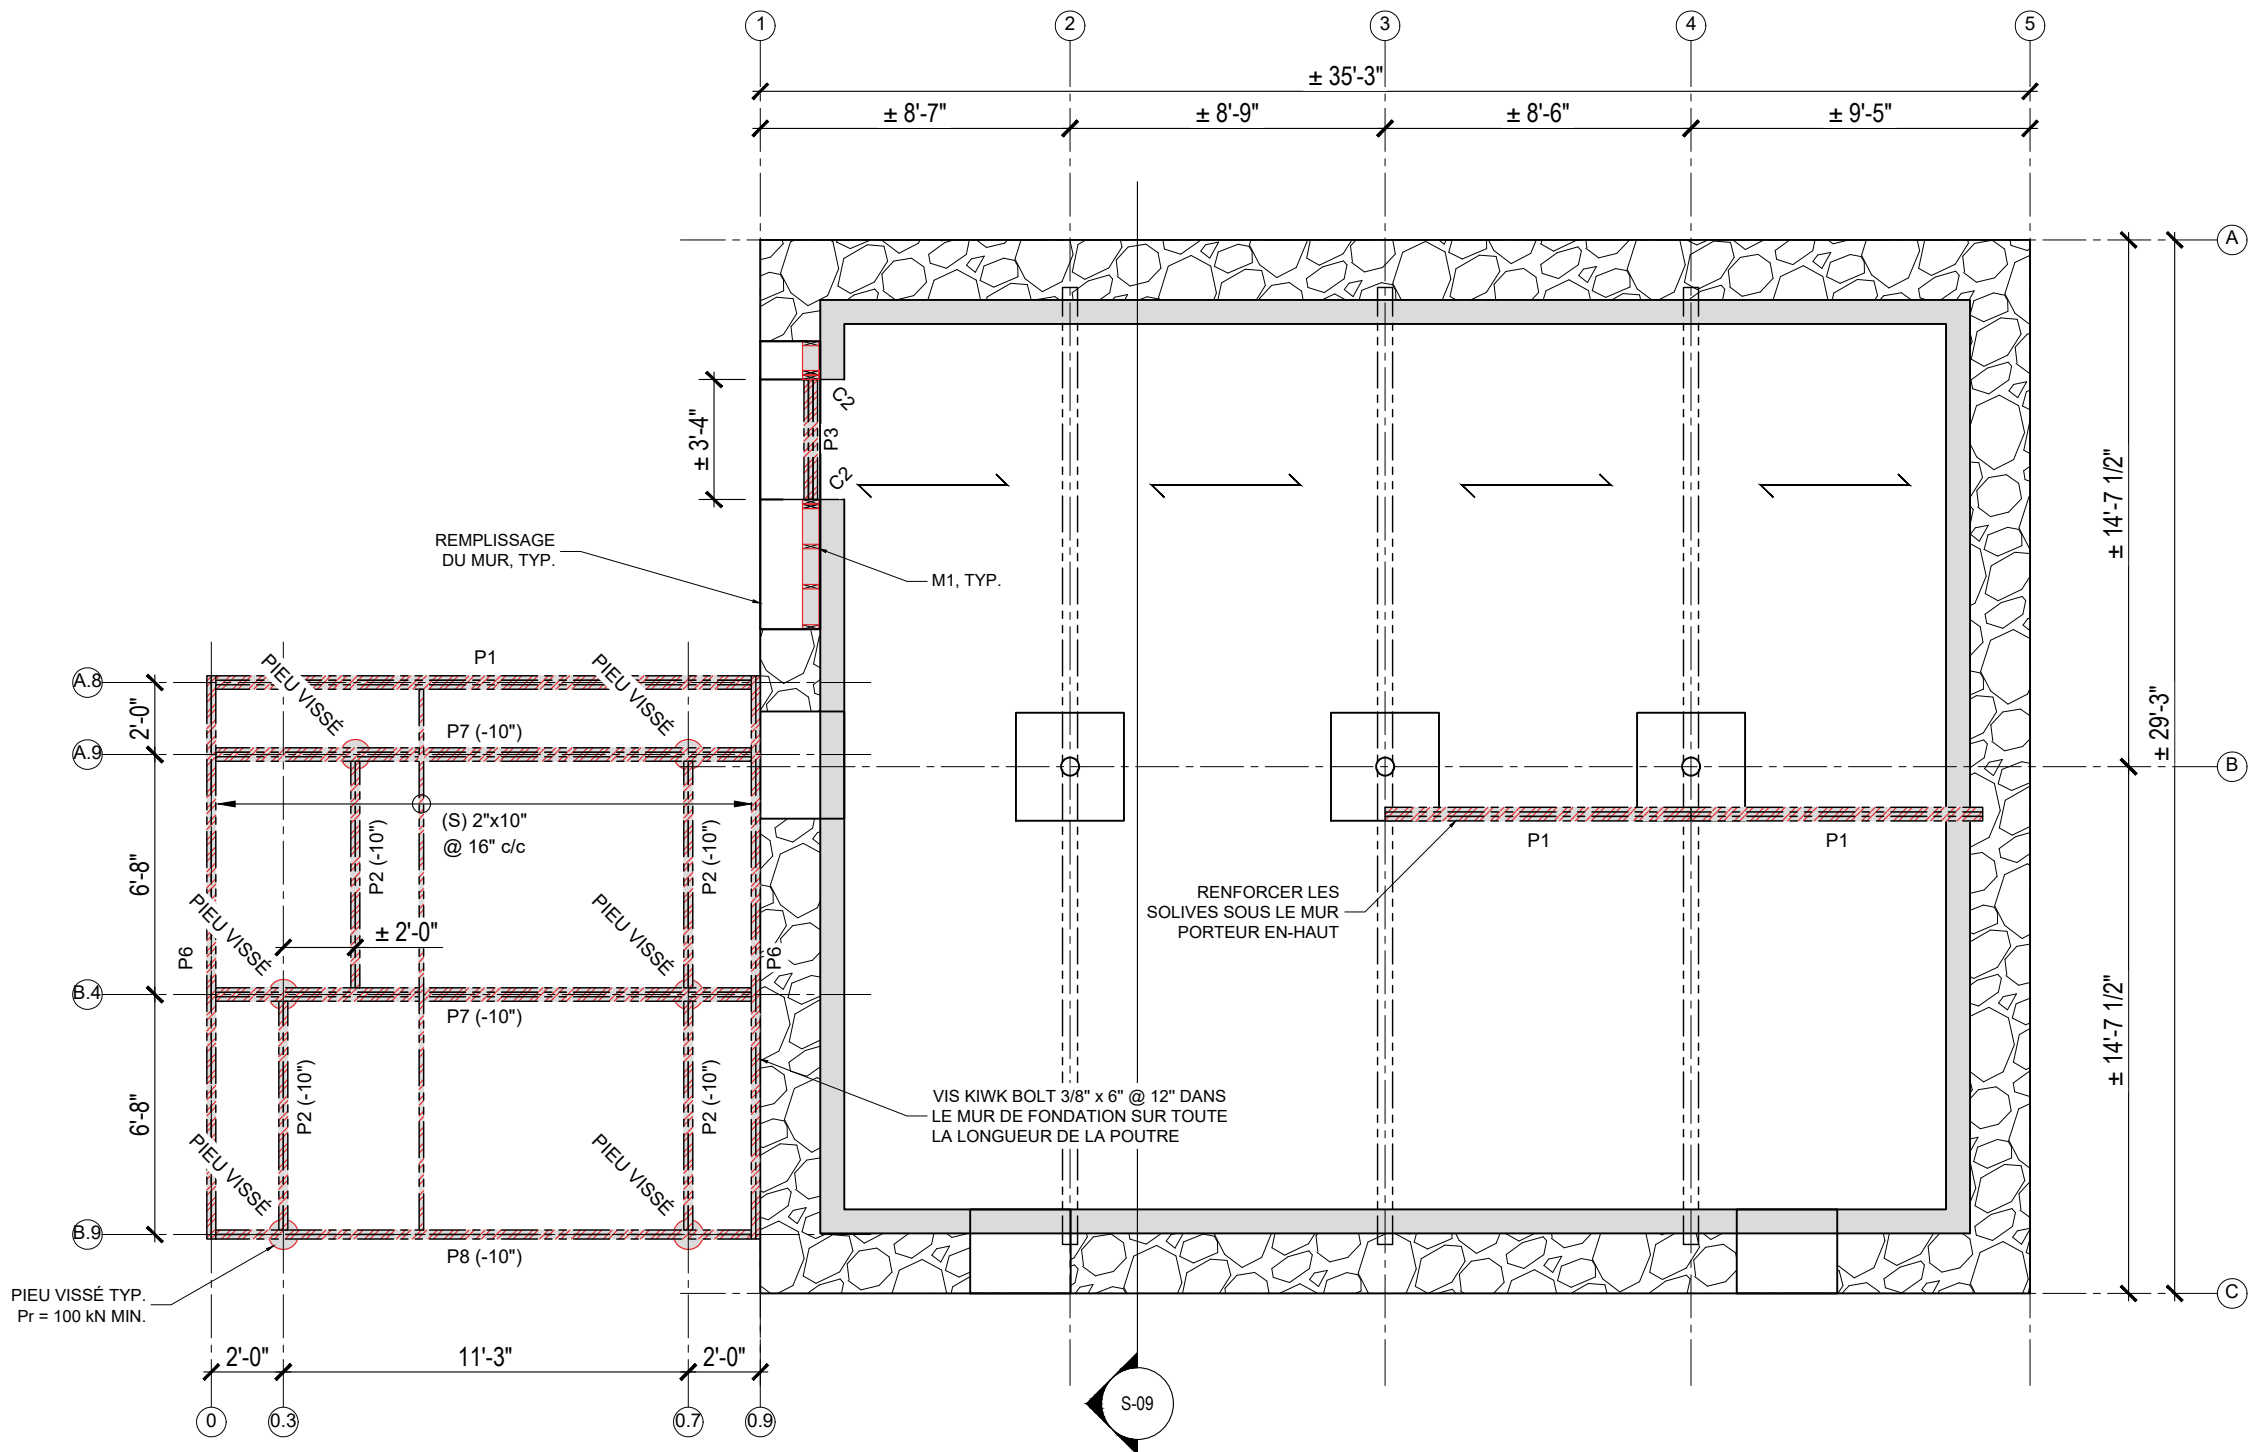 1
2
3
4
5
± 35'-3"
± 8'-7"
± 8'-9"
± 8'-6"
± 9'-5"
A
± 3'-4"
C2
P3
C2
± 14'-7 1/2"
± 29'-3"
REMPLISSAGE
DU MUR, TYP.
M1, TYP.
PIEU VISSÉ
P1
PIEU VISSÉ
A.8
2'-0"
P7 (-10")
A.9
B
(S) 2"x10"
@ 16" c/c
P2 (-10")
P2 (-10")
6'-8"
P1
P1
RENFORCER LES
SOLIVES SOUS LE MUR
PORTEUR EN-HAUT
PIEU VISSÉ
± 2'-0"
PIEU VISSÉ
P6
P6
B.4
P7 (-10")
± 14'-7 1/2"
6'-8"
P2 (-10")
P2 (-10")
VIS KIWK BOLT 3/8" x 6" @ 12" DANS
LE MUR DE FONDATION SUR TOUTE
LA LONGUEUR DE LA POUTRE
PIEU VISSÉ
PIEU VISSÉ
B.9
P8 (-10")
C
PIEU VISSÉ TYP.
Pr = 100 kN MIN.
2'-0"
11'-3"
2'-0"
0
0.3
0.7
0.9
S-09